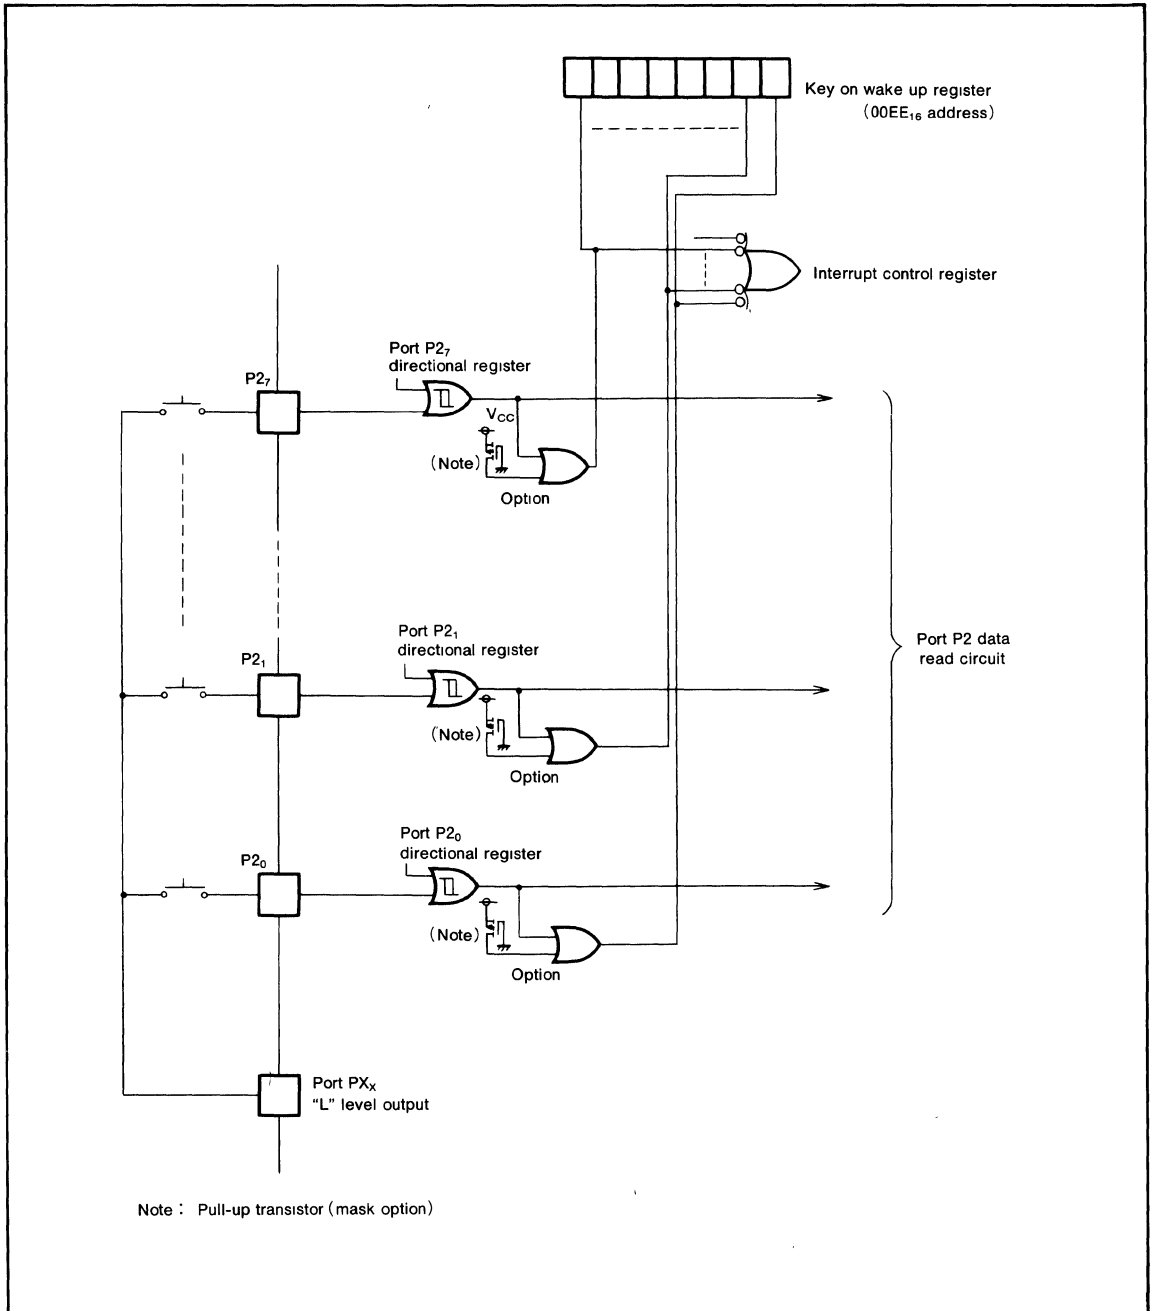 Key on wake up register
(00EE₁₆ address)
Interrupt control register
Port P2₇
directional register
P2₇
V_CC
(Note)
Option
Port P2₁
directional register
P2₁
(Note)
Option
Port P2 data
read circuit
Port P2₀
directional register
P2₀
(Note)
Option
Port PXₓ
“L” level output
Note : Pull-up transistor (mask option)